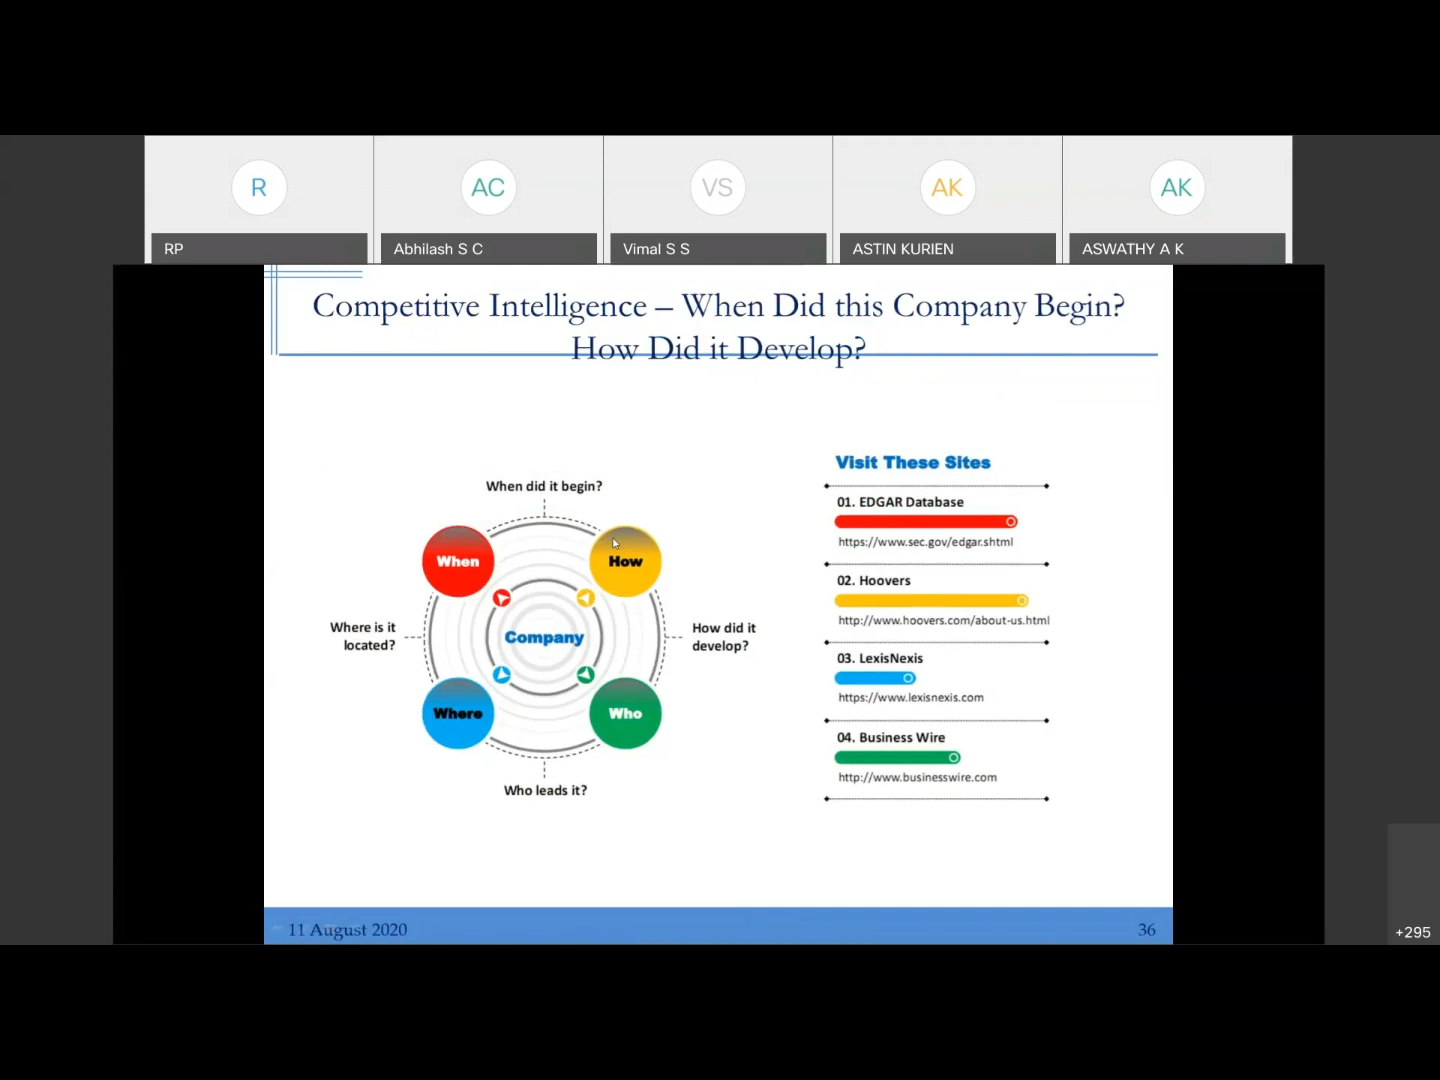 R
AC
VS
AK
AK
RP
Abhilash S C
Vimal S S
ASTIN KURIEN
ASWATHY A K
Competitive Intelligence – When Did this Company Begin?
How Did it Develop?
When did it begin?
When
How
Where is it
located?
Company
How did it
develop?
Where
Who
Who leads it?
Visit These Sites
01. EDGAR Database
https://www.sec.gov/edgar.shtml
02. Hoovers
http://www.hoovers.com/about-us.html
03. LexisNexis
https://www.lexisnexis.com
04. Business Wire
http://www.businesswire.com
11 August 2020
36
+295